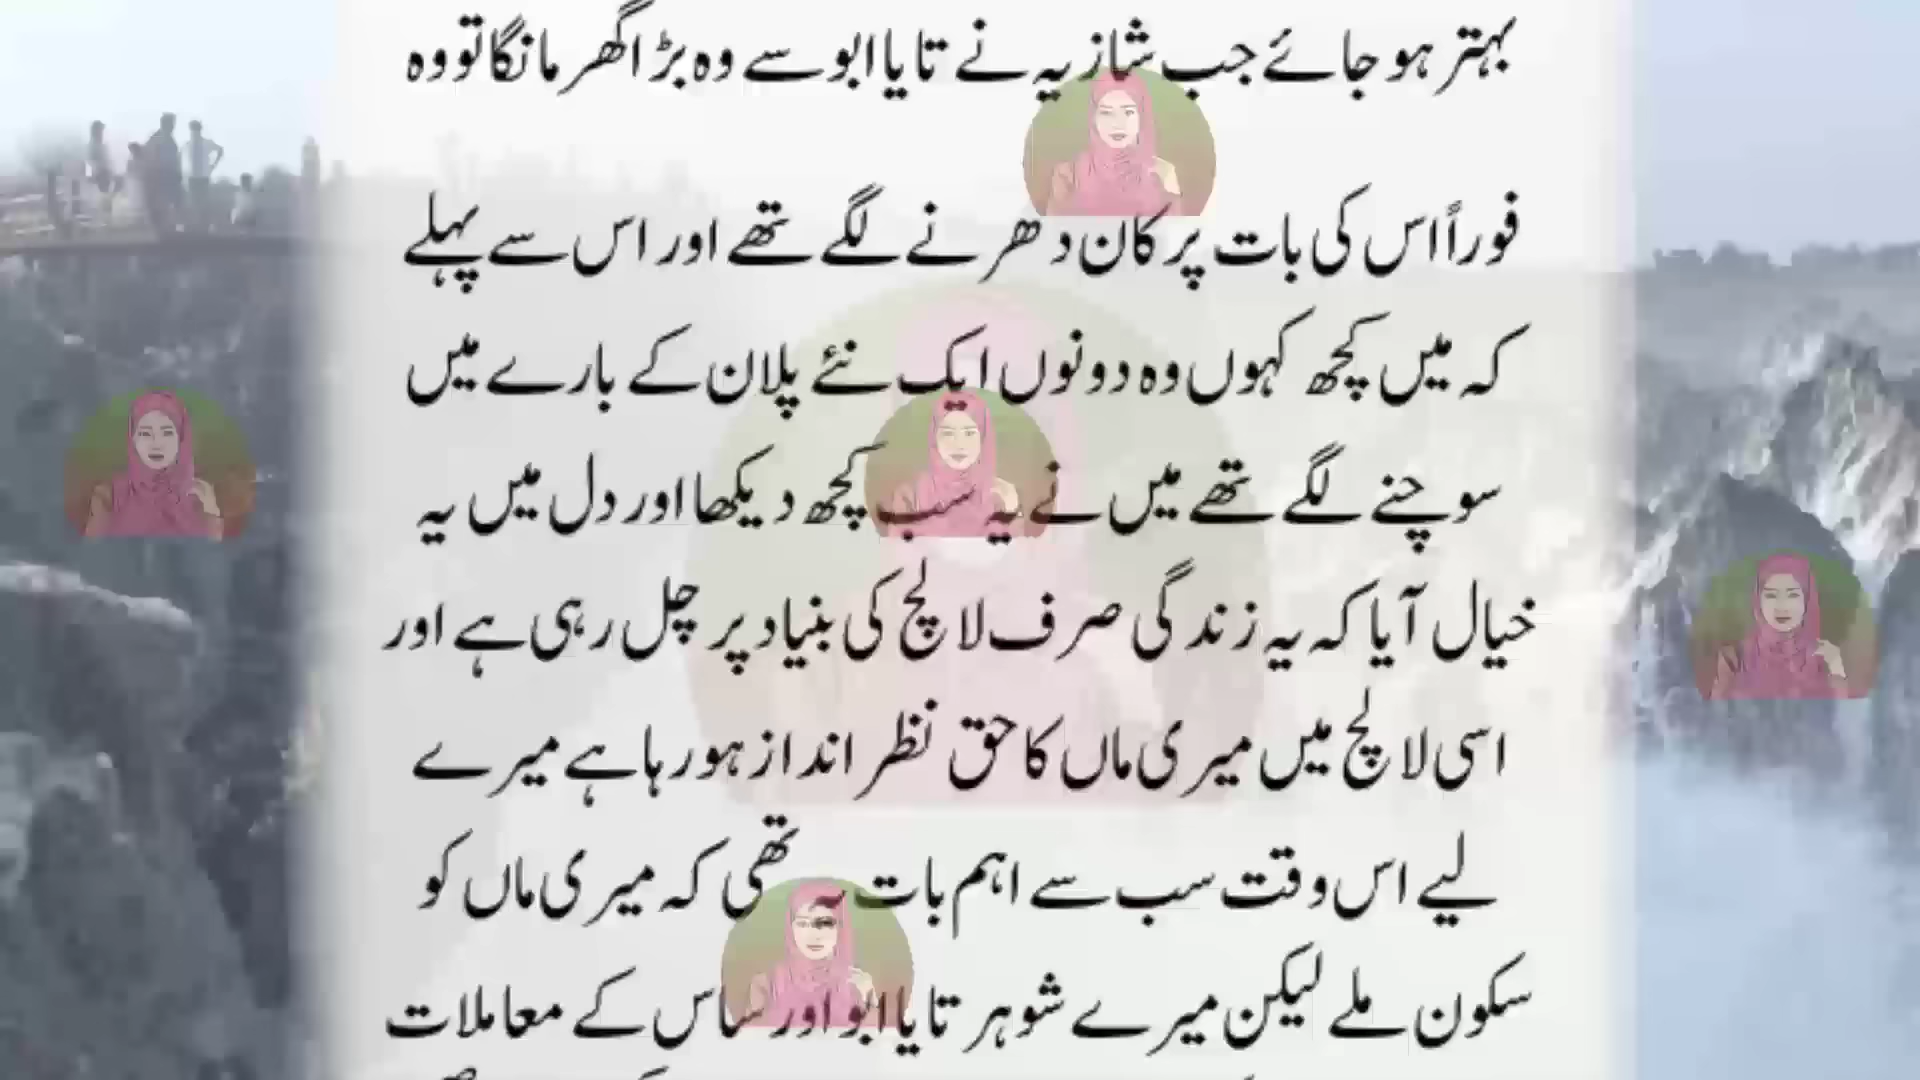 بہتر ہو جائے جب شازیہ نے تایا ابو سے وہ بڑا گھر مانگا تو وہ
فوراً اس کی بات پر کان دھرنے لگے تھے اور اس سے پہلے
کہ میں کچھ کہوں وہ دونوں ایک نئے پلان کے بارے میں
سوچنے لگے تھے میں نے یہ سب کچھ دیکھا اور دل میں یہ
خیال آیا کہ یہ زندگی صرف لالچ کی بنیاد پر چل رہی ہے اور
اسی لالچ میں میری ماں کا حق نظر انداز ہو رہا ہے میرے
لیے اس وقت سب سے اہم بات یہ تھی کہ میری ماں کو
سکون ملے لیکن میرے شوہر تایا ابو اور ساس کے معاملات